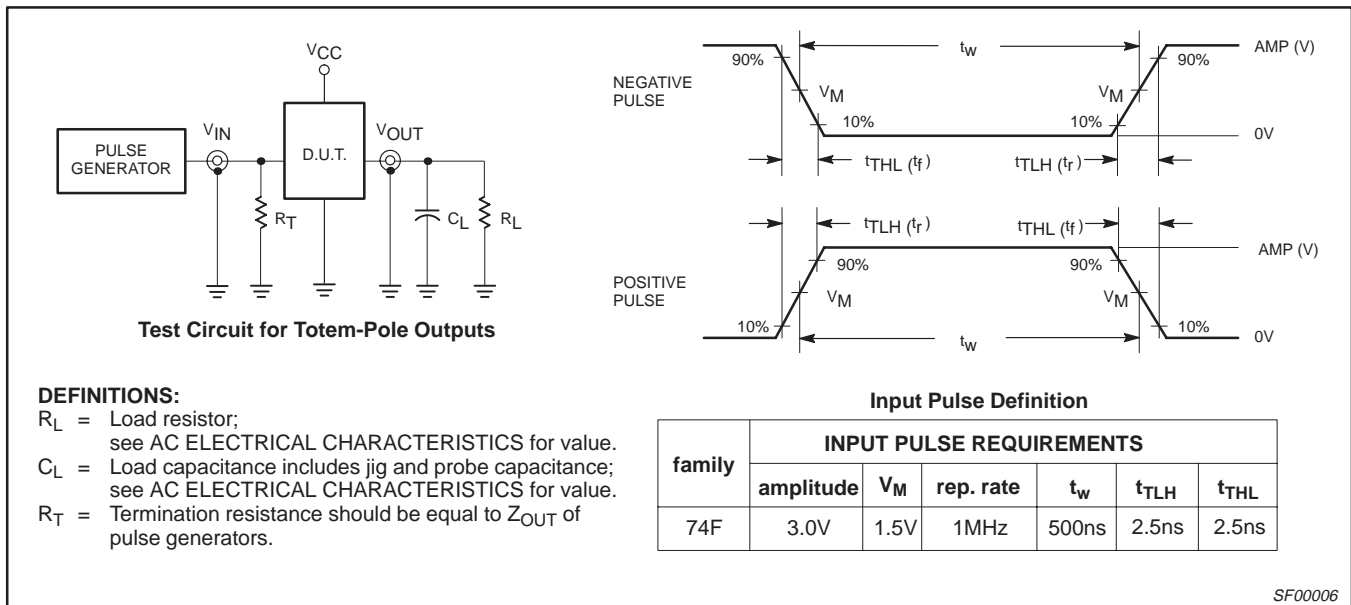 VCC
VIN
VOUT
PULSE
GENERATOR
D.U.T.
RT
CL
RL
Test Circuit for Totem-Pole Outputs
NEGATIVE
PULSE
90%
tw
90%
AMP (V)
VM
VM
10%
10%
0V
tTHL (tf)
tTLH (tr)
tTLH (tr)
tTHL (tf)
AMP (V)
90%
90%
POSITIVE
PULSE
VM
VM
10%
10%
tw
0V
DEFINITIONS:
RL = Load resistor;
see AC ELECTRICAL CHARACTERISTICS for value.
CL = Load capacitance includes jig and probe capacitance;
see AC ELECTRICAL CHARACTERISTICS for value.
RT = Termination resistance should be equal to ZOUT of
pulse generators.
Input Pulse Definition
family
INPUT PULSE REQUIREMENTS
amplitude VM rep. rate tw tTLH tTHL
74F 3.0V 1.5V 1MHz 500ns 2.5ns 2.5ns
SF00006